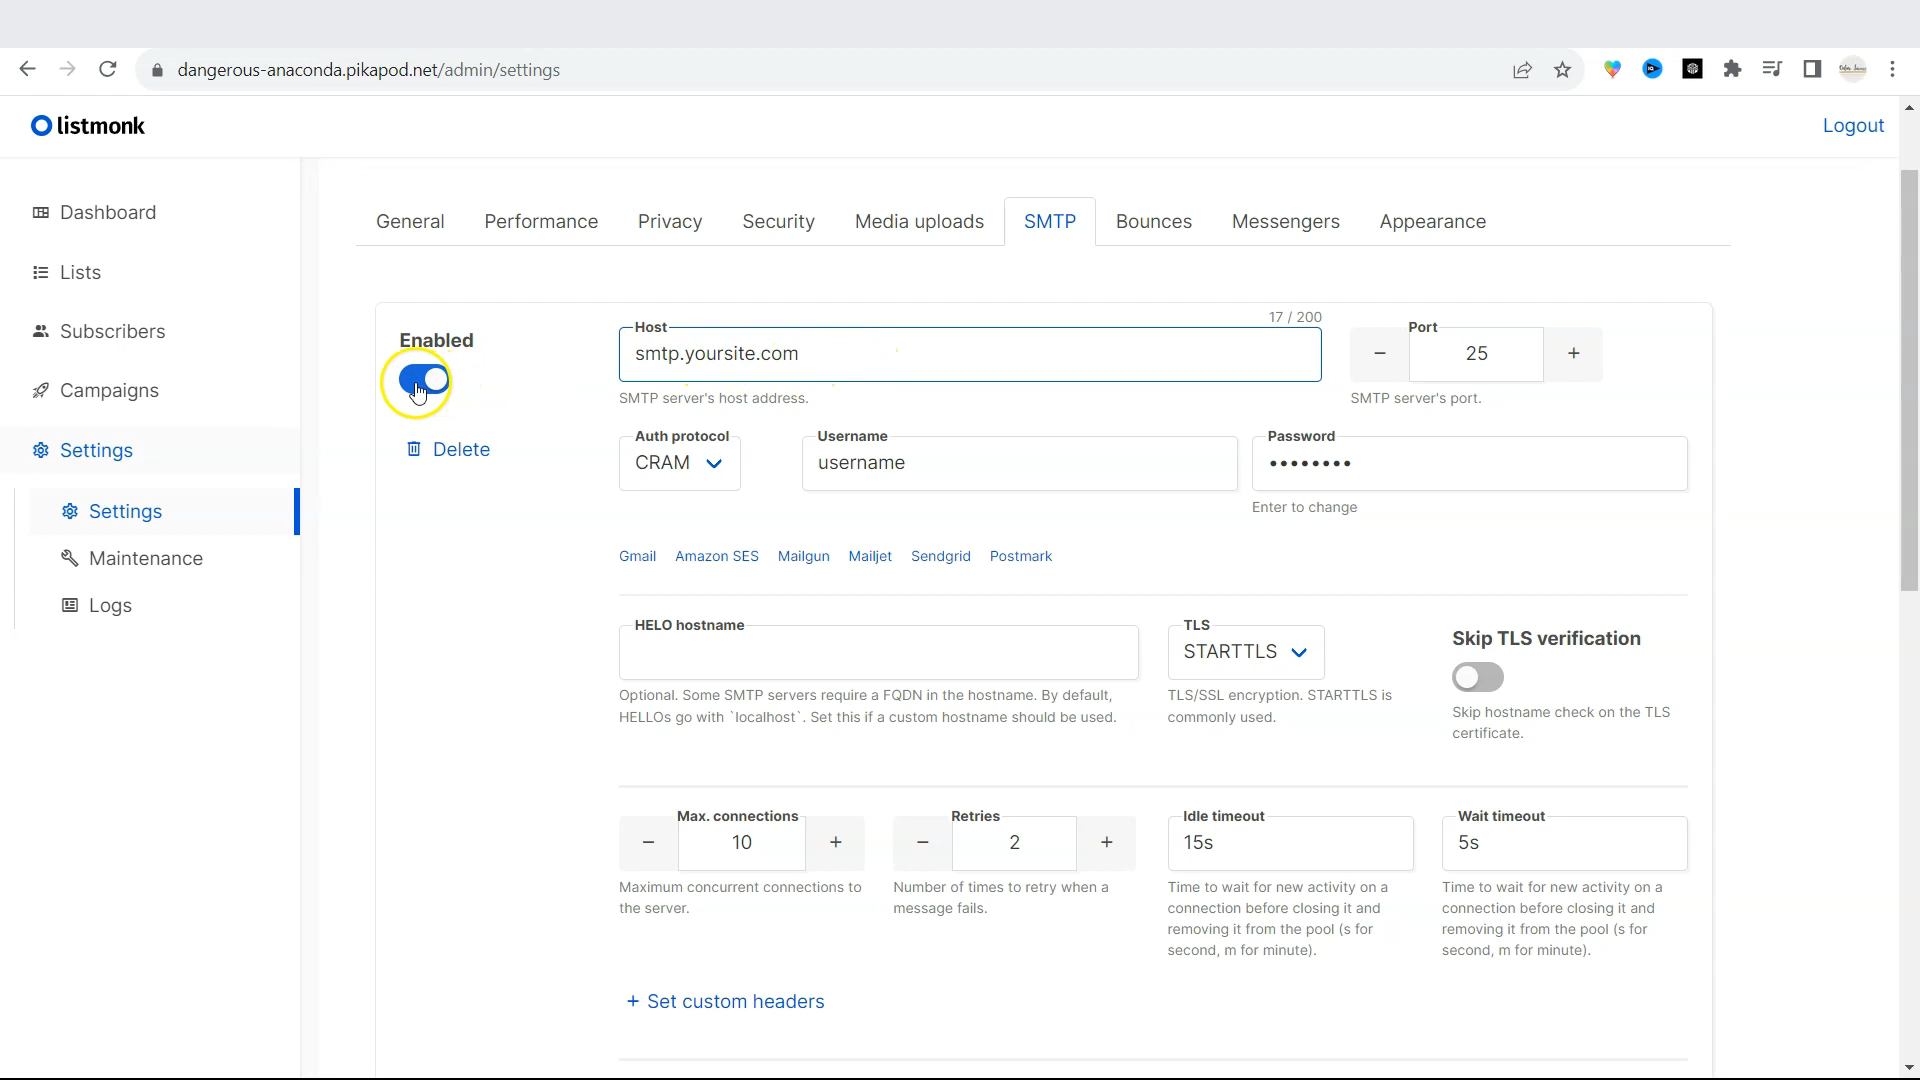 dangerous-anaconda.pikapod.net/admin/settings
listmonk
Logout
Dashboard
Lists
Subscribers
Campaigns
Settings
Settings
Maintenance
Logs
General Performance Privacy Security Media uploads SMTP Bounces Messengers Appearance
Enabled
Delete
17 / 200
Host
smtp.yoursite.com
SMTP server's host address.
Port
− 25 +
SMTP server's port.
Auth protocol
CRAM
Username
username
Password
••••••••
Enter to change
Gmail Amazon SES Mailgun Mailjet Sendgrid Postmark
HELO hostname
Optional. Some SMTP servers require a FQDN in the hostname. By default,
HELLOs go with `localhost`. Set this if a custom hostname should be used.
TLS
STARTTLS
TLS/SSL encryption. STARTTLS is
commonly used.
Skip TLS verification
Skip hostname check on the TLS
certificate.
Max. connections
− 10 +
Maximum concurrent connections to
the server.
Retries
− 2 +
Number of times to retry when a
message fails.
Idle timeout
15s
Time to wait for new activity on a
connection before closing it and
removing it from the pool (s for
second, m for minute).
Wait timeout
5s
Time to wait for new activity on a
connection before closing it and
removing it from the pool (s for
second, m for minute).
+ Set custom headers